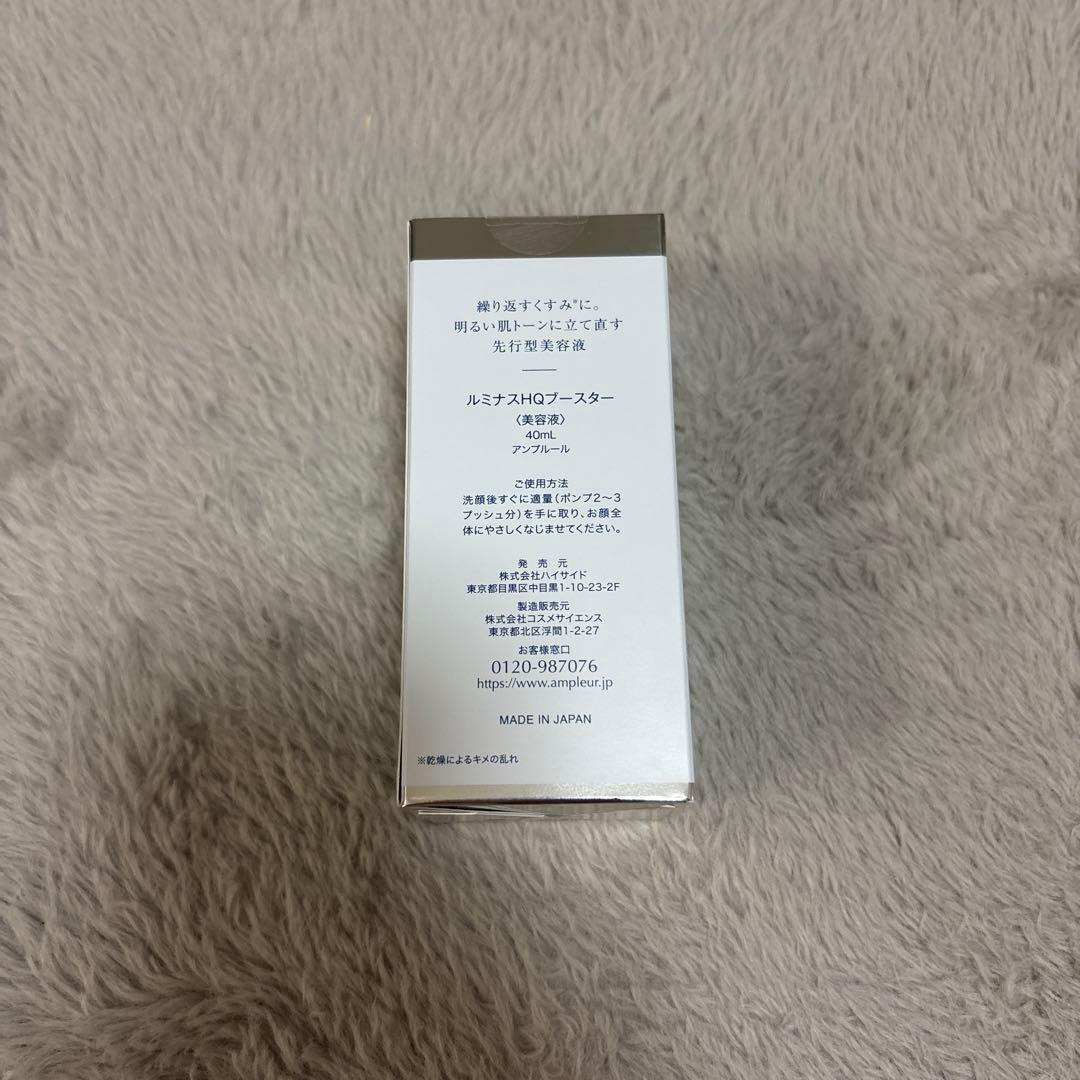 繰り返すくすみ※に。
明るい肌トーンに立て直す
先行型美容液
ルミナスHQブースター
〈美容液〉
40mL
アンプルール
ご使用方法
洗顔後すぐに適量（ポンプ2〜3
プッシュ分）を手に取り、お顔全
体にやさしくなじませてください。
発売元
株式会社ハイサイド
東京都目黒区中目黒1-10-23-2F
製造販売元
株式会社コスメサイエンス
東京都北区浮間1-2-27
お客様窓口
0120-987076
https://www.ampleur.jp
MADE IN JAPAN
※乾燥によるキメの乱れ